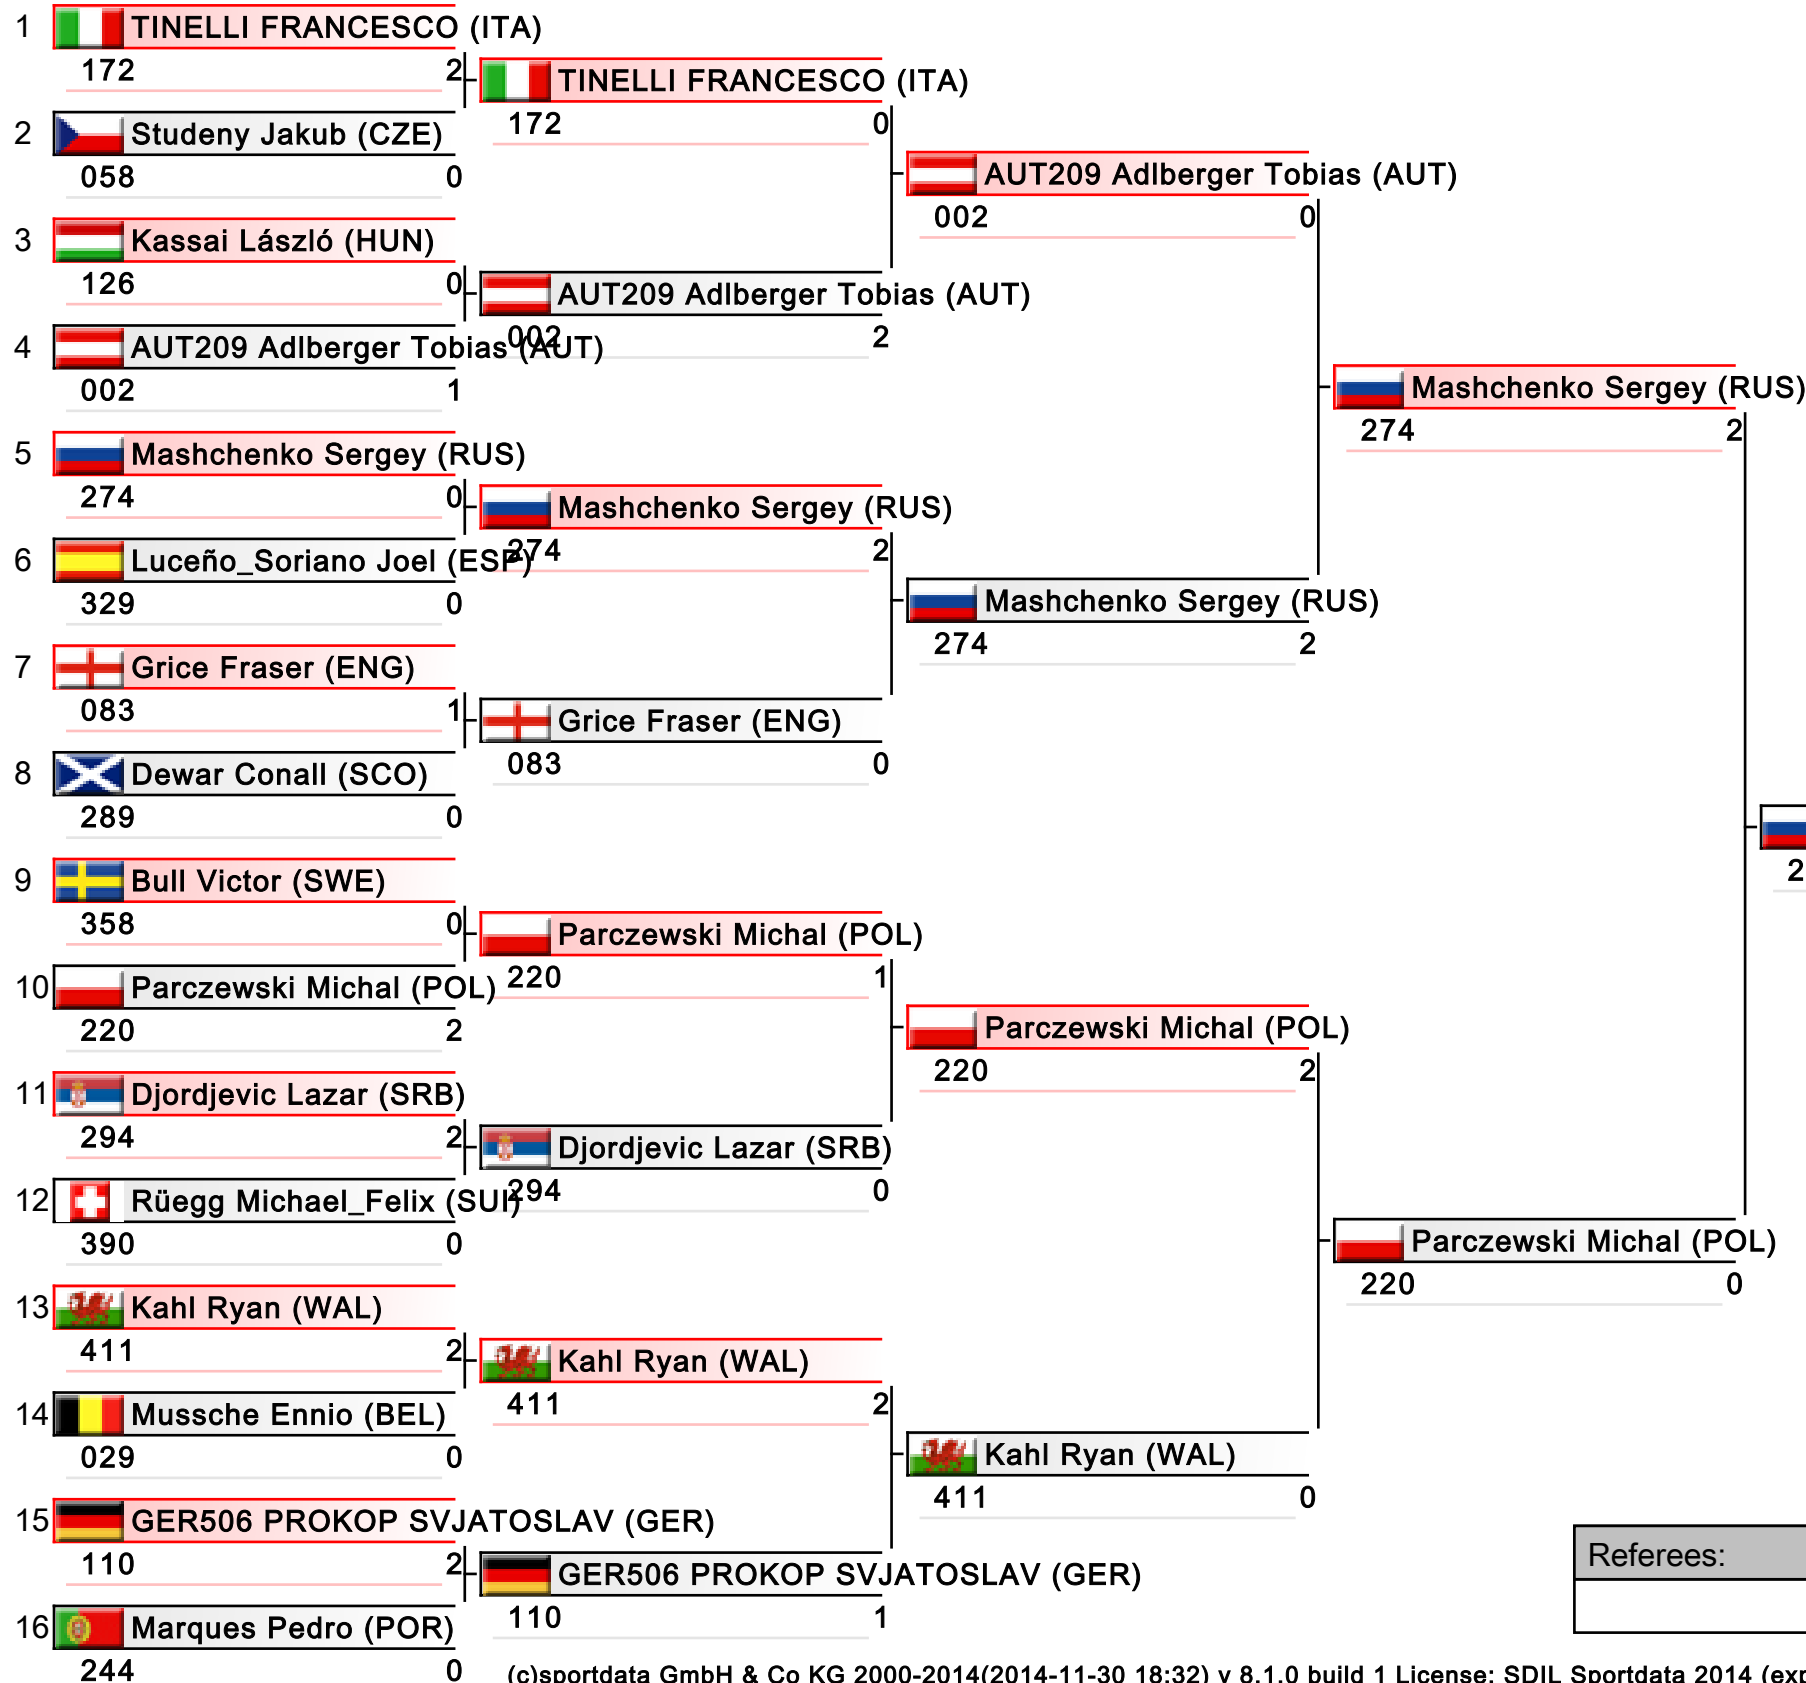 1 TINELLI FRANCESCO (ITA)
172 2
2 Studeny Jakub (CZE)
058 0
3 Kassai László (HUN)
126 0
4 AUT209 Adlberger Tobias (AUT)
002 1
5 Mashchenko Sergey (RUS)
274 0
6 Luceño_Soriano Joel (ESP)
329 0
7 Grice Fraser (ENG)
083 1
8 Dewar Conall (SCO)
289 0
9 Bull Victor (SWE)
358 0
10 Parczewski Michal (POL)
220 2
11 Djordjevic Lazar (SRB)
294 2
12 Rüegg Michael_Felix (SUI)
390 0
13 Kahl Ryan (WAL)
411 2
14 Mussche Ennio (BEL)
029 0
15 GER506 PROKOP SVJATOSLAV (GER)
110 2
16 Marques Pedro (POR)
244 0
TINELLI FRANCESCO (ITA)
172 0
AUT209 Adlberger Tobias (AUT)
002 2
Mashchenko Sergey (RUS)
274 2
Grice Fraser (ENG)
083 0
Parczewski Michal (POL)
220 1
Djordjevic Lazar (SRB)
294 0
Kahl Ryan (WAL)
411 2
GER506 PROKOP SVJATOSLAV (GER)
110 1
AUT209 Adlberger Tobias (AUT)
002 0
Mashchenko Sergey (RUS)
274 2
Parczewski Michal (POL)
220 2
Kahl Ryan (WAL)
411 0
Mashchenko Sergey (RUS)
274 2
Parczewski Michal (POL)
220 0
2
Referees:
(c)sportdata GmbH & Co KG 2000-2014(2014-11-30 18:32) v 8.1.0 build 1 License: SDIL Sportdata 2014 (exp